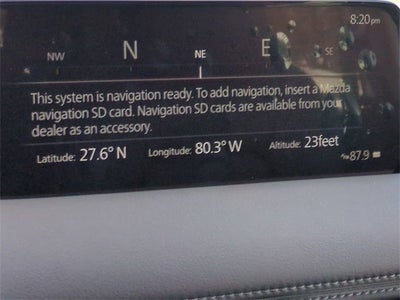 8:20pm
NW N NE E SE
This system is navigation ready. To add navigation, insert a Mazda
navigation SD card. Navigation SD cards are available from your
dealer as an accessory.
Latitude: 27.6° N Longitude: 80.3° W Altitude: 23feet
FM 87.9